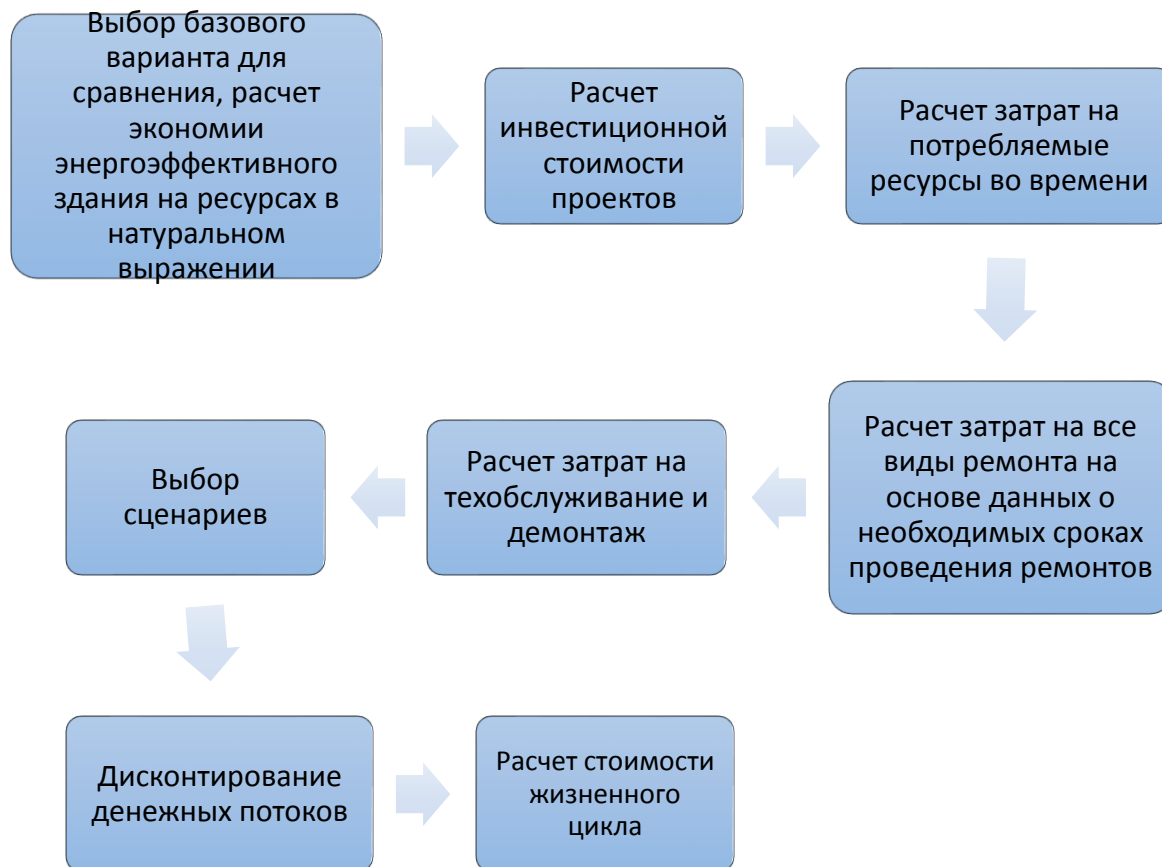 Выбор базового
варианта для
сравнения, расчет
экономии
энергоэффективного
здания на ресурсах в
натуральном
выражении
Расчет
инвестиционной
стоимости
проектов
Расчет затрат на
потребляемые
ресурсы во времени
Расчет затрат на все
виды ремонта на
основе данных о
необходимых сроках
проведения ремонтов
Расчет затрат на
техобслуживание и
демонтаж
Выбор
сценариев
Дисконтирование
денежных потоков
Расчет стоимости
жизненного
цикла